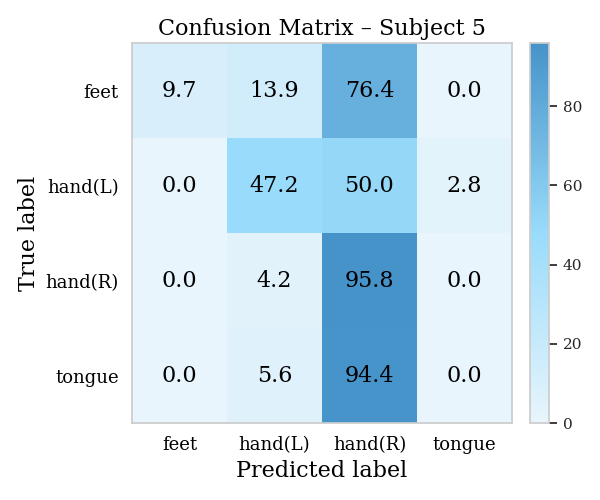 Confusion Matrix – Subject 5
feet 9.7 13.9 76.4 0.0
hand(L) 0.0 47.2 50.0 2.8
hand(R) 0.0 4.2 95.8 0.0
tongue 0.0 5.6 94.4 0.0
feet hand(L) hand(R) tongue
Predicted label
True label
80
60
40
20
0